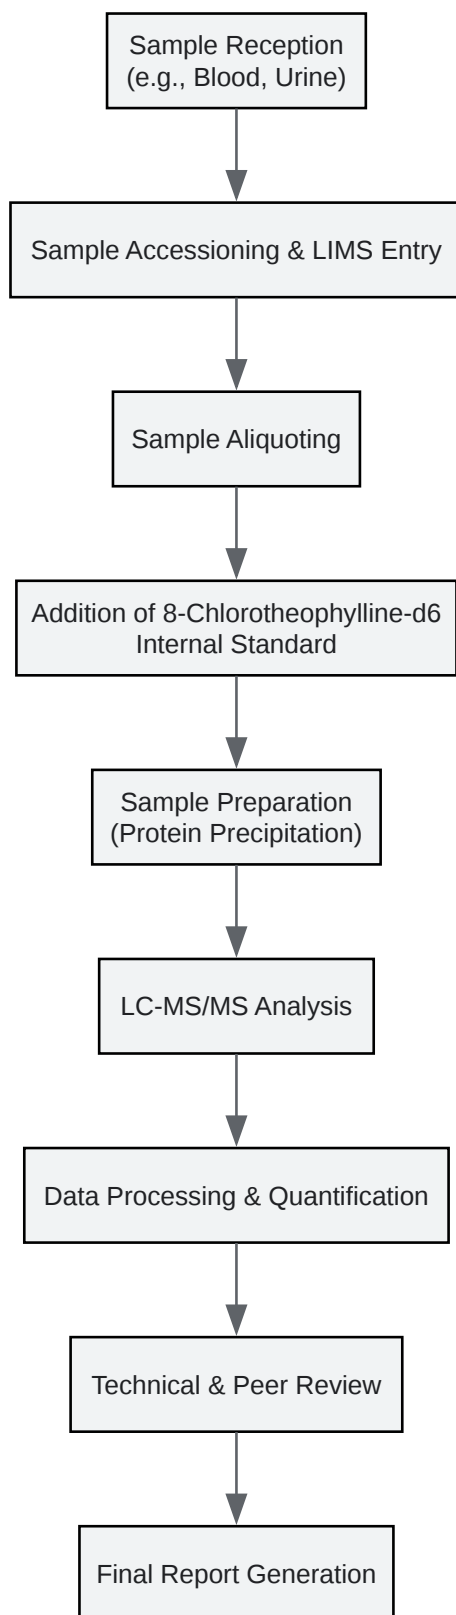 Sample Reception
(e.g., Blood, Urine)
Sample Accessioning & LIMS Entry
Sample Aliquoting
Addition of 8-Chlorotheophylline-d6
Internal Standard
Sample Preparation
(Protein Precipitation)
LC-MS/MS Analysis
Data Processing & Quantification
Technical & Peer Review
Final Report Generation